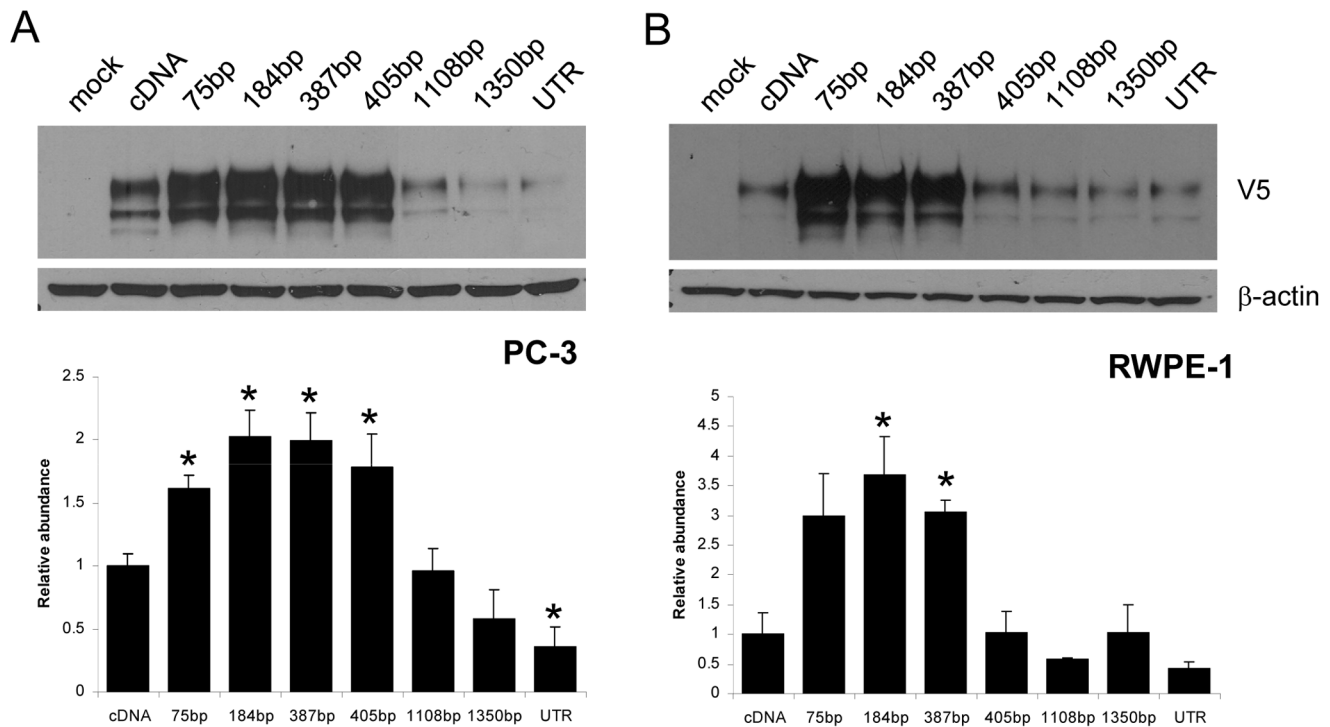 A
mock cDNA 75bp 184bp 387bp 405bp 1108bp 1350bp UTR
B
mock cDNA 75bp 184bp 387bp 405bp 1108bp 1350bp UTR
V5
β-actin
PC-3
Relative abundance
2.5
2
1.5
1
0.5
0
* * * * *
cDNA 75bp 184bp 387bp 405bp 1108bp 1350bp UTR
RWPE-1
Relative abundance
5
4.5
4
3.5
3
2.5
2
1.5
1
0.5
0
* *
cDNA 75bp 184bp 387bp 405bp 1108bp 1350bp UTR